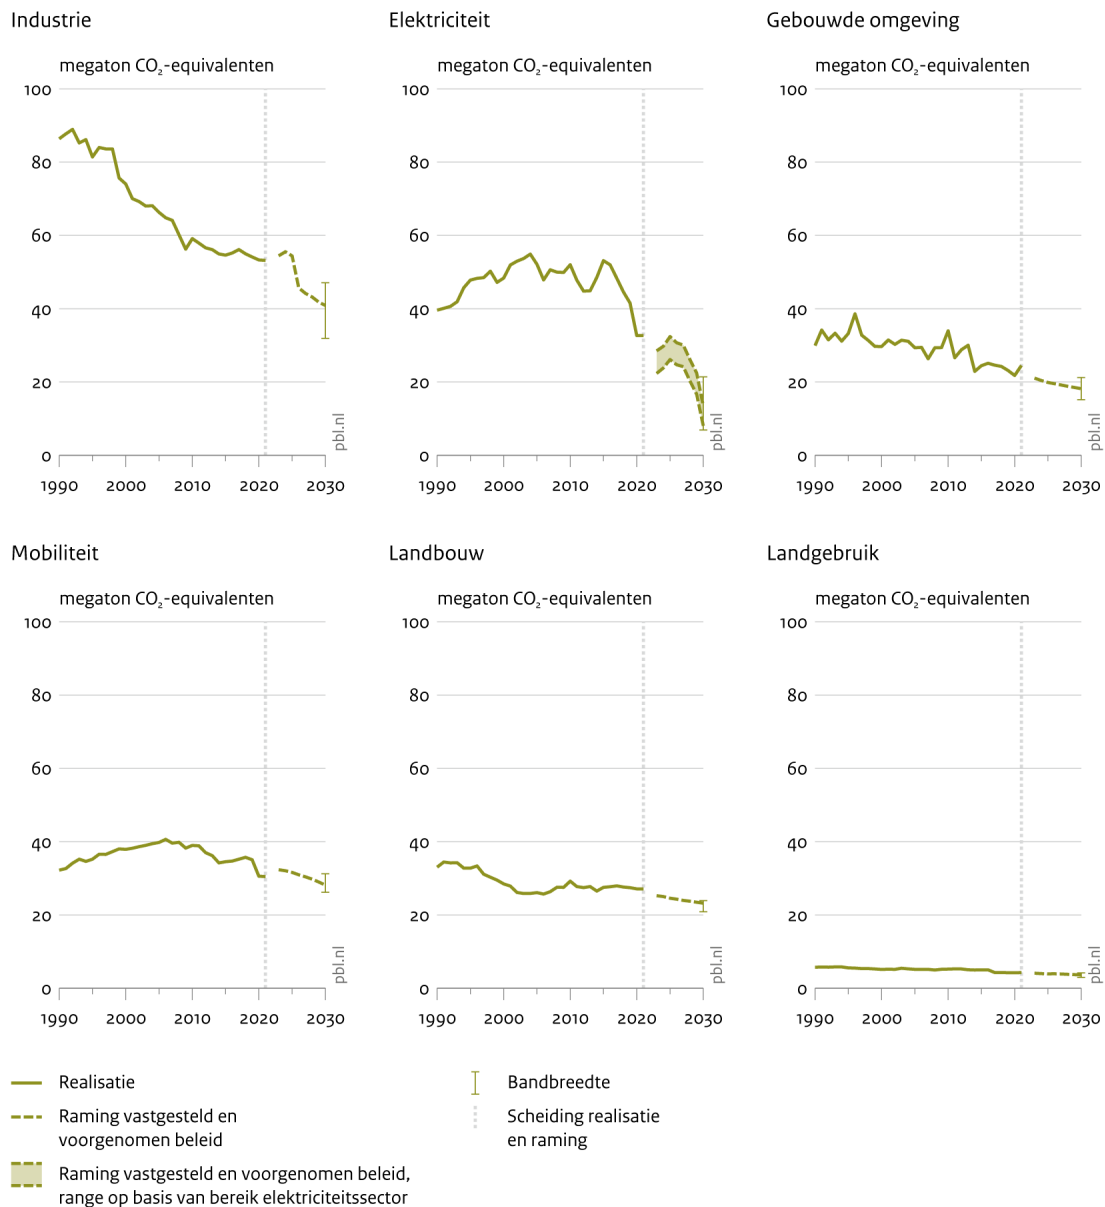 Industrie
megaton CO₂-equivalenten
100
80
60
40
20
0
1990 2000 2010 2020 2030
pbl.nl
Elektriciteit
megaton CO₂-equivalenten
100
80
60
40
20
0
1990 2000 2010 2020 2030
pbl.nl
Gebouwde omgeving
megaton CO₂-equivalenten
100
80
60
40
20
0
1990 2000 2010 2020 2030
pbl.nl
Mobiliteit
megaton CO₂-equivalenten
100
80
60
40
20
0
1990 2000 2010 2020 2030
pbl.nl
Landbouw
megaton CO₂-equivalenten
100
80
60
40
20
0
1990 2000 2010 2020 2030
pbl.nl
Landgebruik
megaton CO₂-equivalenten
100
80
60
40
20
0
1990 2000 2010 2020 2030
pbl.nl
Realisatie
Raming vastgesteld en
voorgenomen beleid
Raming vastgesteld en voorgenomen beleid,
range op basis van bereik elektriciteitssector
Bandbreedte
Scheiding realisatie
en raming